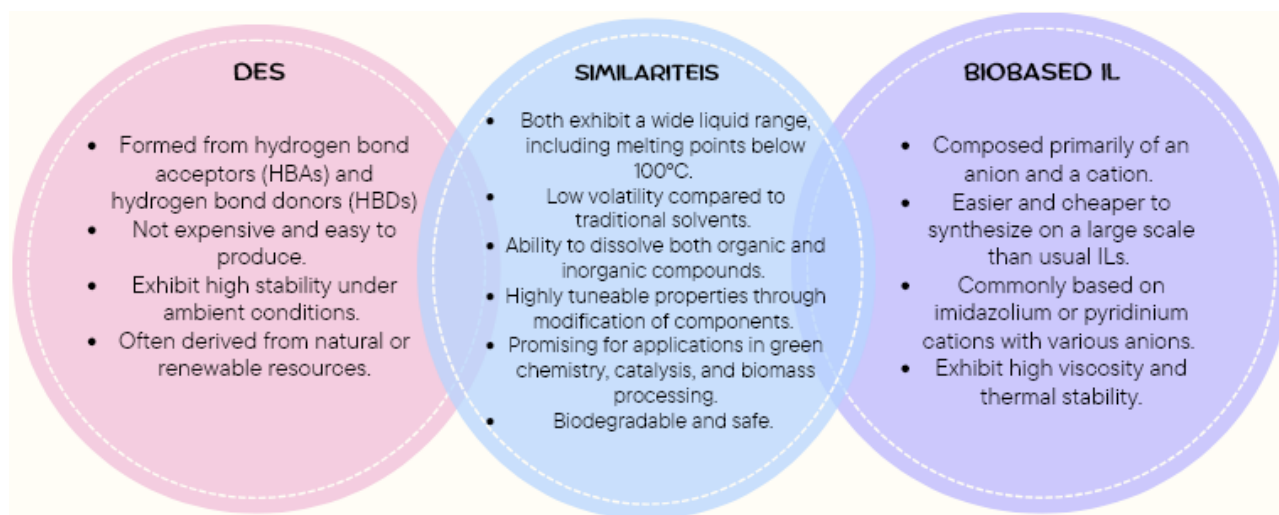 DES
• Formed from hydrogen bond
acceptors (HBAs) and
hydrogen bond donors (HBDs)
• Not expensive and easy to
produce.
• Exhibit high stability under
ambient conditions.
• Often derived from natural or
renewable resources.
SIMILARITEIS
• Both exhibit a wide liquid range,
including melting points below
100°C.
• Low volatility compared to
traditional solvents.
• Ability to dissolve both organic and
inorganic compounds.
• Highly tuneable properties through
modification of components.
• Promising for applications in green
chemistry, catalysis, and biomass
processing.
• Biodegradable and safe.
BIOBASED IL
• Composed primarily of an
anion and a cation.
• Easier and cheaper to
synthesize on a large scale
than usual ILs.
• Commonly based on
imidazolium or pyridinium
cations with various anions.
• Exhibit high viscosity and
thermal stability.